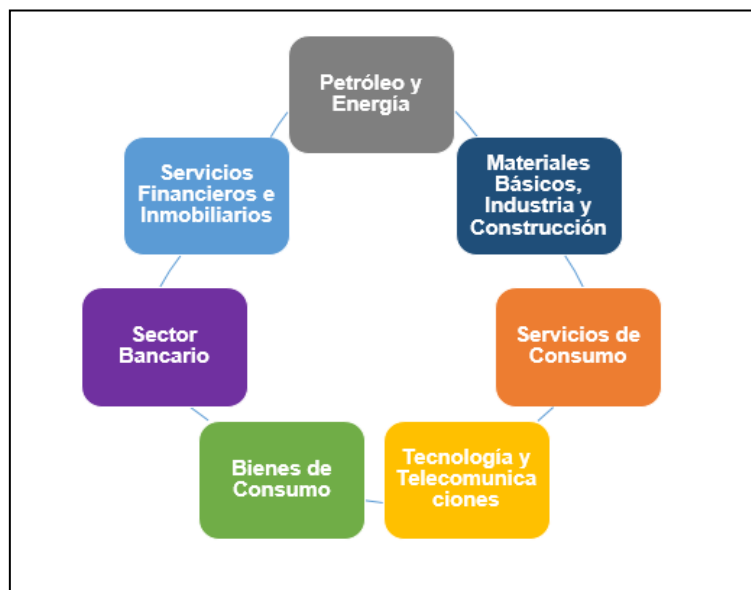 Petróleo y
Energía
Materiales
Básicos,
Industria y
Construcción
Servicios de
Consumo
Tecnología y
Telecomunica
ciones
Bienes de
Consumo
Sector
Bancario
Servicios
Financieros e
Inmobiliarios